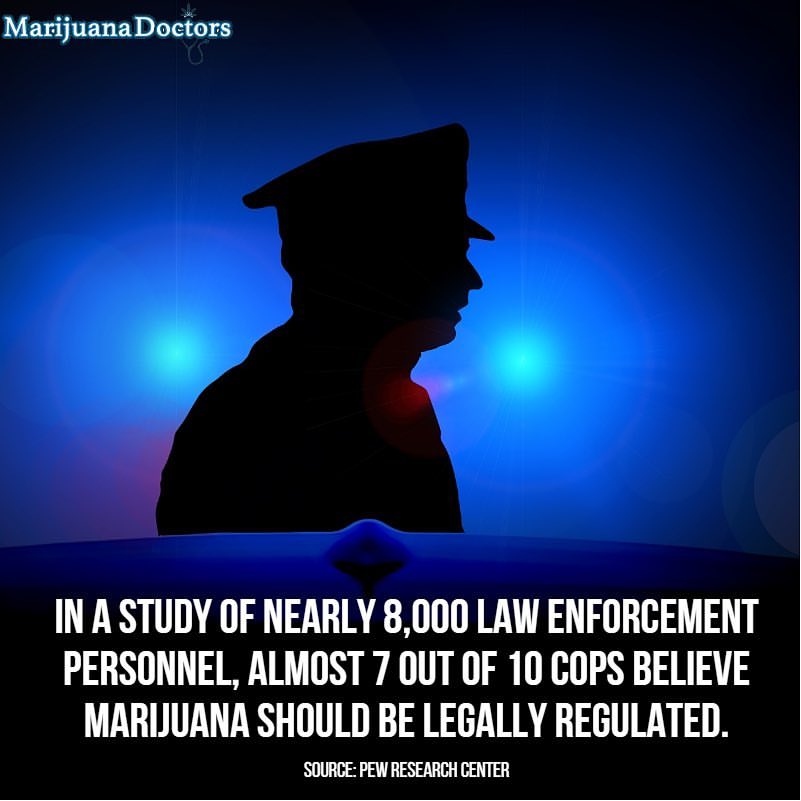 MarijuanaDoctors
IN A STUDY OF NEARLY 8,000 LAW ENFORCEMENT
PERSONNEL, ALMOST 7 OUT OF 10 COPS BELIEVE
MARIJUANA SHOULD BE LEGALLY REGULATED.
SOURCE: PEW RESEARCH CENTER